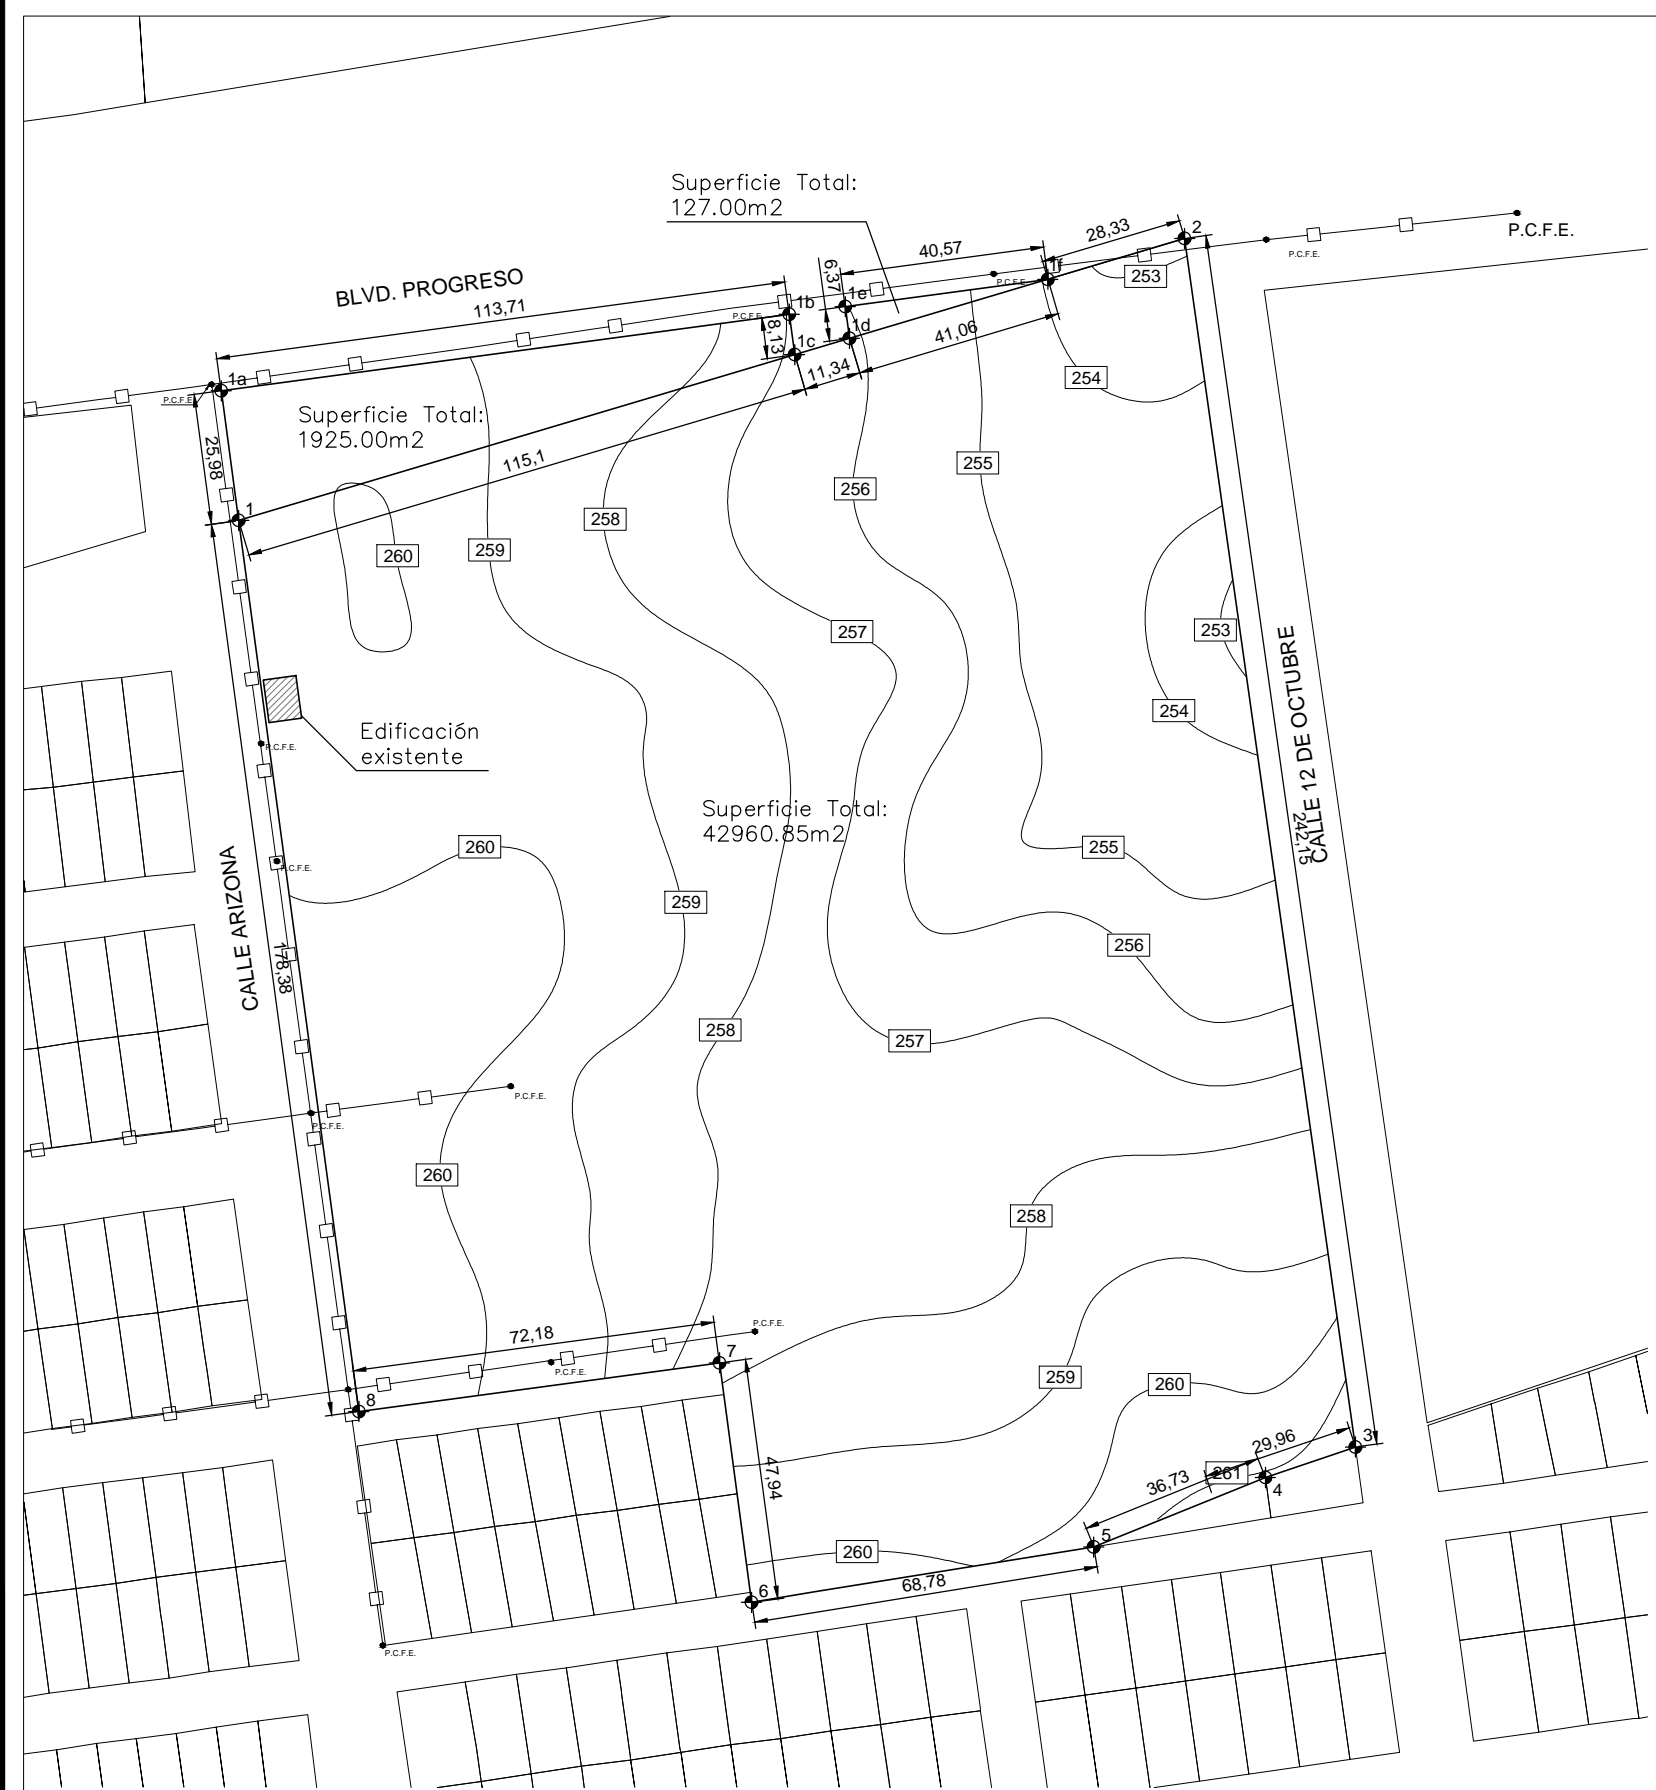 Superficie Total:
127.00m2
BLVD. PROGRESO
113,71
40,57
28,33
6,37
8,13
11,34
41,06
115,1
25,98
1a
1b
1c
1d
1e
1f
1
2
P.C.F.E.
P.C.F.E.
P.C.F.E.
P.C.F.E.
P.C.F.E.
253
254
Superficie Total:
1925.00m2
255
256
258
259
260
257
253
254
Edificación
existente
P.C.F.E.
P.C.F.E.
Superficie Total:
42960.85m2
CALLE 12 DE OCTUBRE
242,15
CALLE ARIZONA
178,38
260
255
259
256
258
257
P.C.F.E.
P.C.F.E.
260
258
72,18
P.C.F.E.
P.C.F.E.
7
8
259
260
47,94
29,96
3
261
36,73
4
5
260
68,78
6
P.C.F.E.